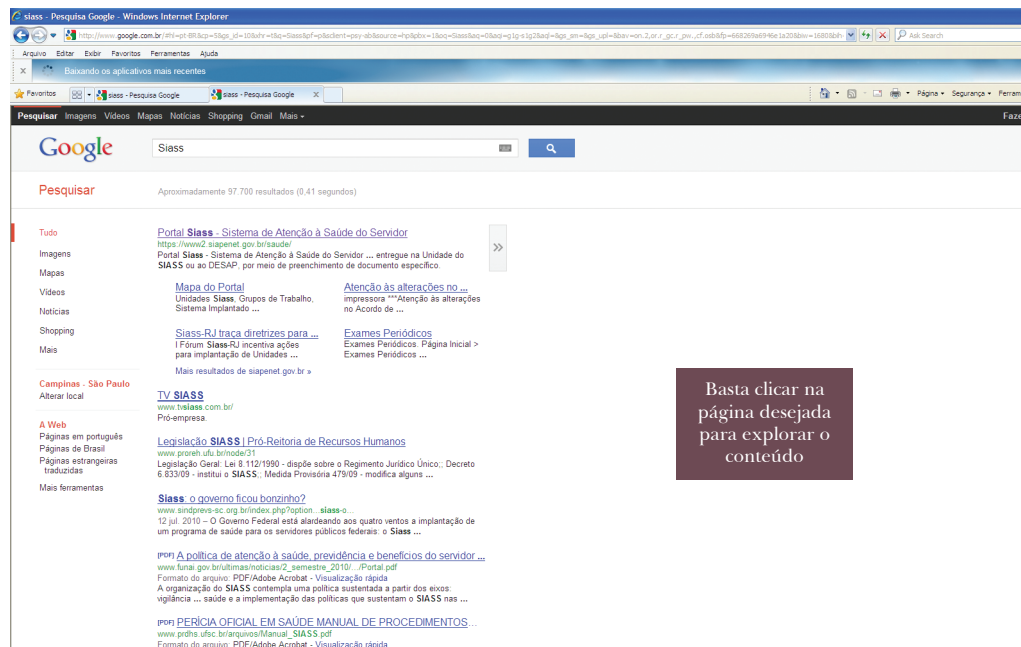 siass - Pesquisa Google - Windows Internet Explorer
Ask Search
Arquivo Editar Exibir Favoritos Ferramentas Ajuda
x Baixando os aplicativos mais recentes
Favoritos siass - Pesquisa Google siass - Pesquisa Google X Página Segurança Ferram
Pesquisar Imagens Vídeos Mapas Notícias Shopping Gmail Mais Faze
Google Siass
Pesquisar Aproximadamente 97.700 resultados (0,41 segundos)
Tudo
Imagens
Mapas
Vídeos
Notícias
Shopping
Mais
Campinas - São Paulo
Alterar local
A Web
Páginas em português
Páginas de Brasil
Páginas estrangeiras
traduzidas
Mais ferramentas
Portal Siass - Sistema de Atenção à Saúde do Servidor
https://www2.siapenet.gov.br/saude/
Portal Siass - Sistema de Atenção à Saúde do Servidor ... entregue na Unidade do
SIASS ou ao DESAP, por meio de preenchimento de documento específico.
Mapa do Portal
Unidades Siass, Grupos de Trabalho,
Sistema Implantado ...
Atenção às alterações no ...
impressora ***Atenção às alterações
no Acordo de ...
Siass-RJ traça diretrizes para ...
I Fórum Siass-RJ incentiva ações
para implantação de Unidades ...
Exames Periódicos
Exames Periódicos. Página Inicial >
Exames Periódicos ...
Mais resultados de siapenet.gov.br »
TV SIASS
www.tvsiass.com.br/
Pró-empresa.
Legislação SIASS | Pró-Reitoria de Recursos Humanos
www.proreh.ufu.br/node/31
Legislação Geral: Lei 8.112/1990 - dispõe sobre o Regimento Jurídico Único;; Decreto
6.833/09 - institui o SIASS;; Medida Provisória 479/09 - modifica alguns ...
Siass: o governo ficou bonzinho?
www.sindprevs-sc.org.br/index.php?option...siass-o...
12 jul. 2010 – O Governo Federal está alardeando aos quatro ventos a implantação de
um programa de saúde para os servidores públicos federais: o Siass ...
[PDF] A política de atenção à saúde, previdência e benefícios do servidor ...
www.funai.gov.br/ultimas/noticias/2_semestre_2010/.../Portal.pdf
Formato do arquivo: PDF/Adobe Acrobat - Visualização rápida
A organização do SIASS contempla uma política sustentada a partir dos eixos:
vigilância ... saúde e a implementação das políticas que sustentam o SIASS nas ...
[PDF] PERÍCIA OFICIAL EM SAÚDE MANUAL DE PROCEDIMENTOS...
www.prdhs.ufsc.br/arquivos/Manual_SIASS.pdf
Formato do arquivo: PDF/Adobe Acrobat - Visualização rápida
Basta clicar na
página desejada
para explorar o
conteúdo